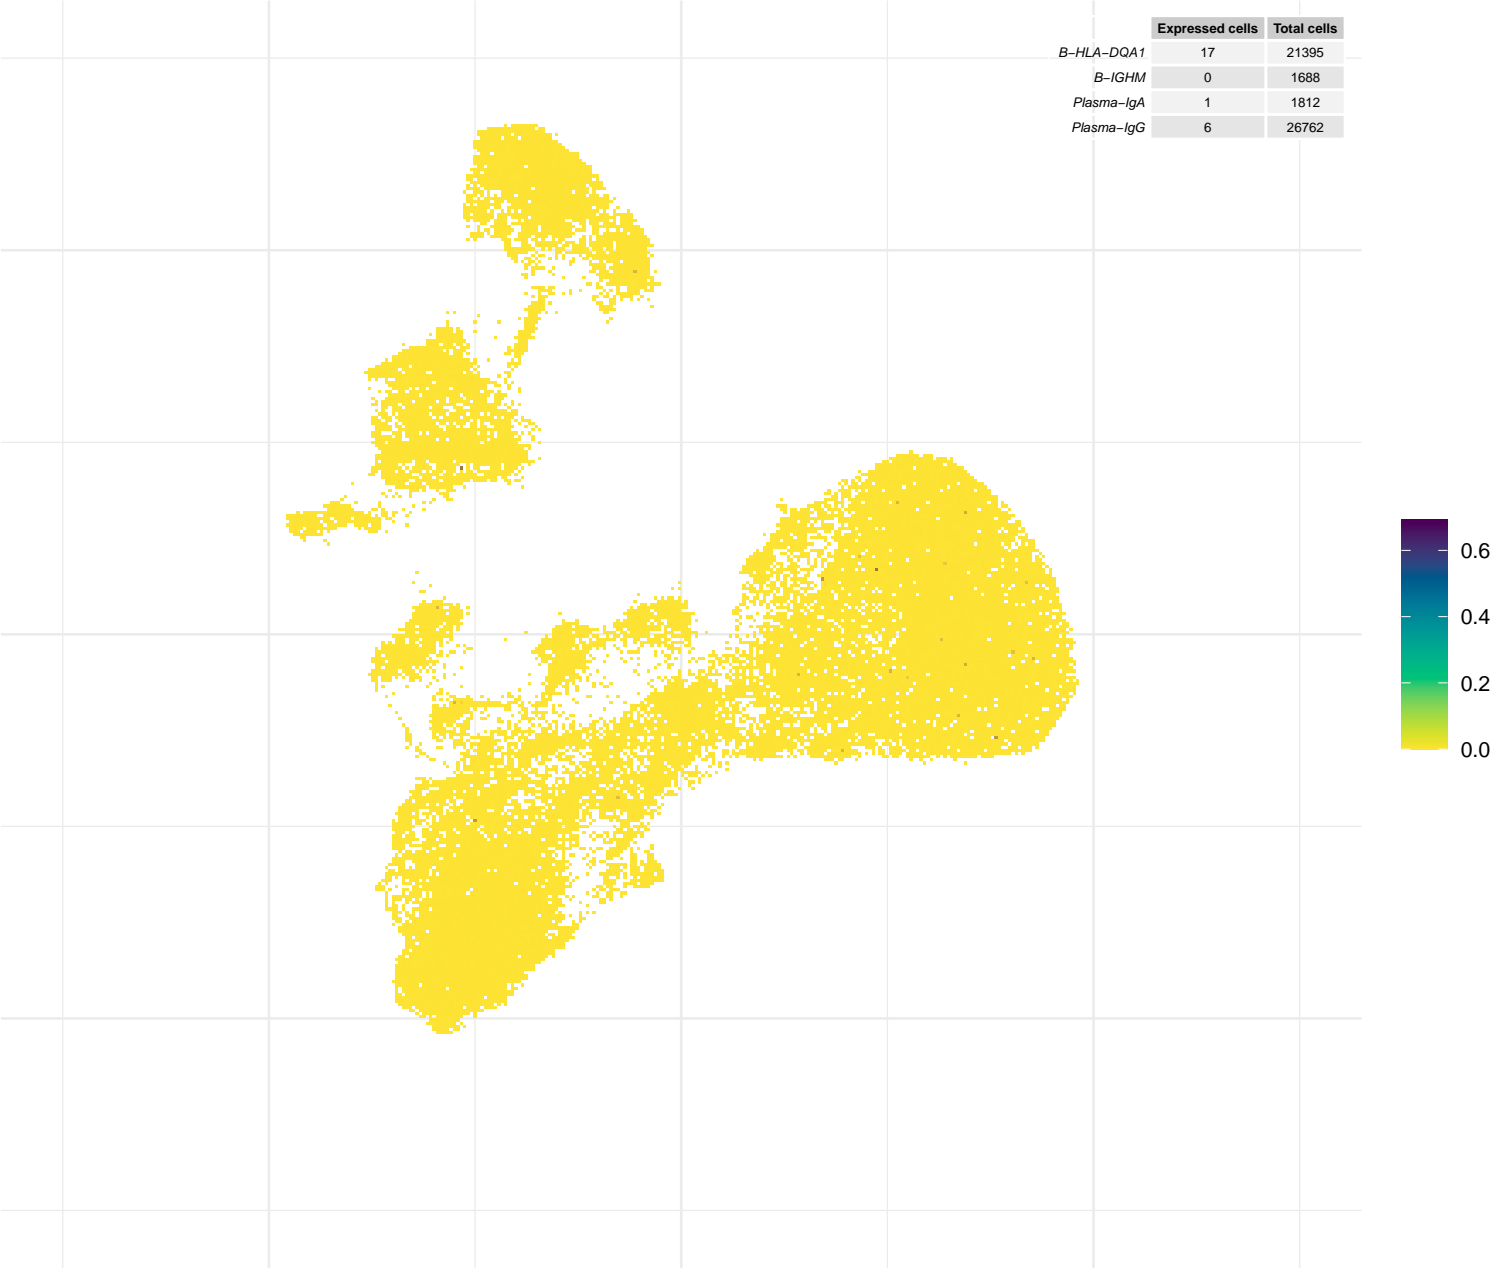 Expressed cells Total cells
B−HLA−DQA1 17 21395
B−IGHM 0 1688
Plasma−IgA 1 1812
Plasma−IgG 6 26762
0.6
0.4
0.2
0.0